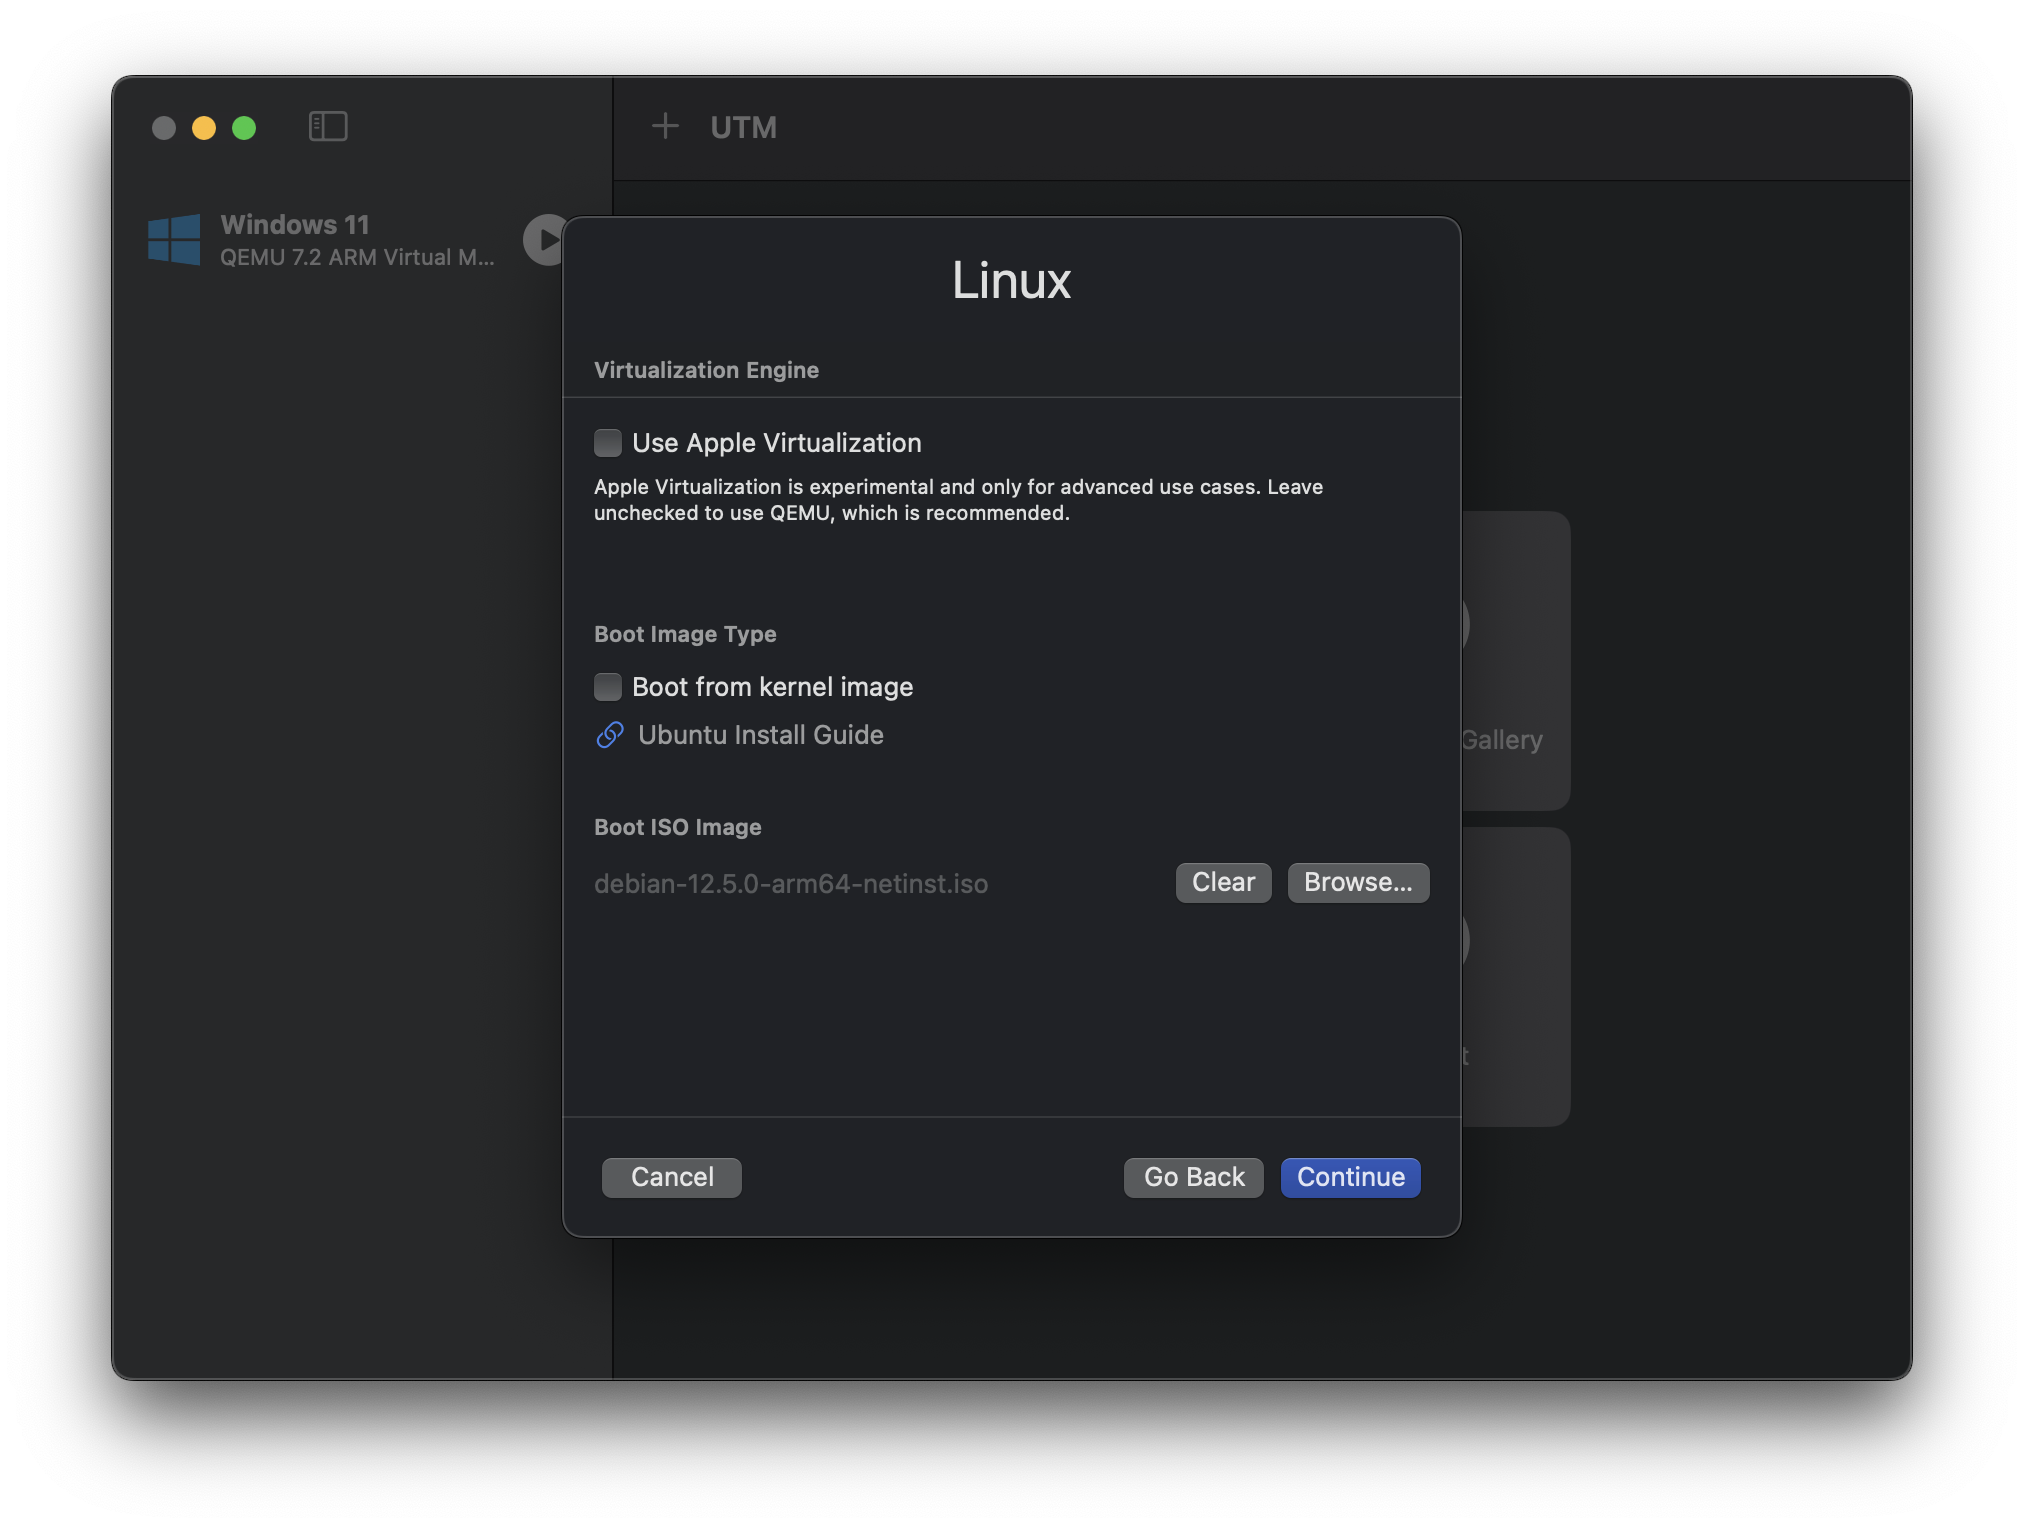 UTM
Windows 11
QEMU 7.2 ARM Virtual M...
Linux
Virtualization Engine
Use Apple Virtualization
Apple Virtualization is experimental and only for advanced use cases. Leave
unchecked to use QEMU, which is recommended.
Boot Image Type
Boot from kernel image
Ubuntu Install Guide
Boot ISO Image
debian-12.5.0-arm64-netinst.iso
Clear
Browse...
Cancel
Go Back
Continue
Gallery